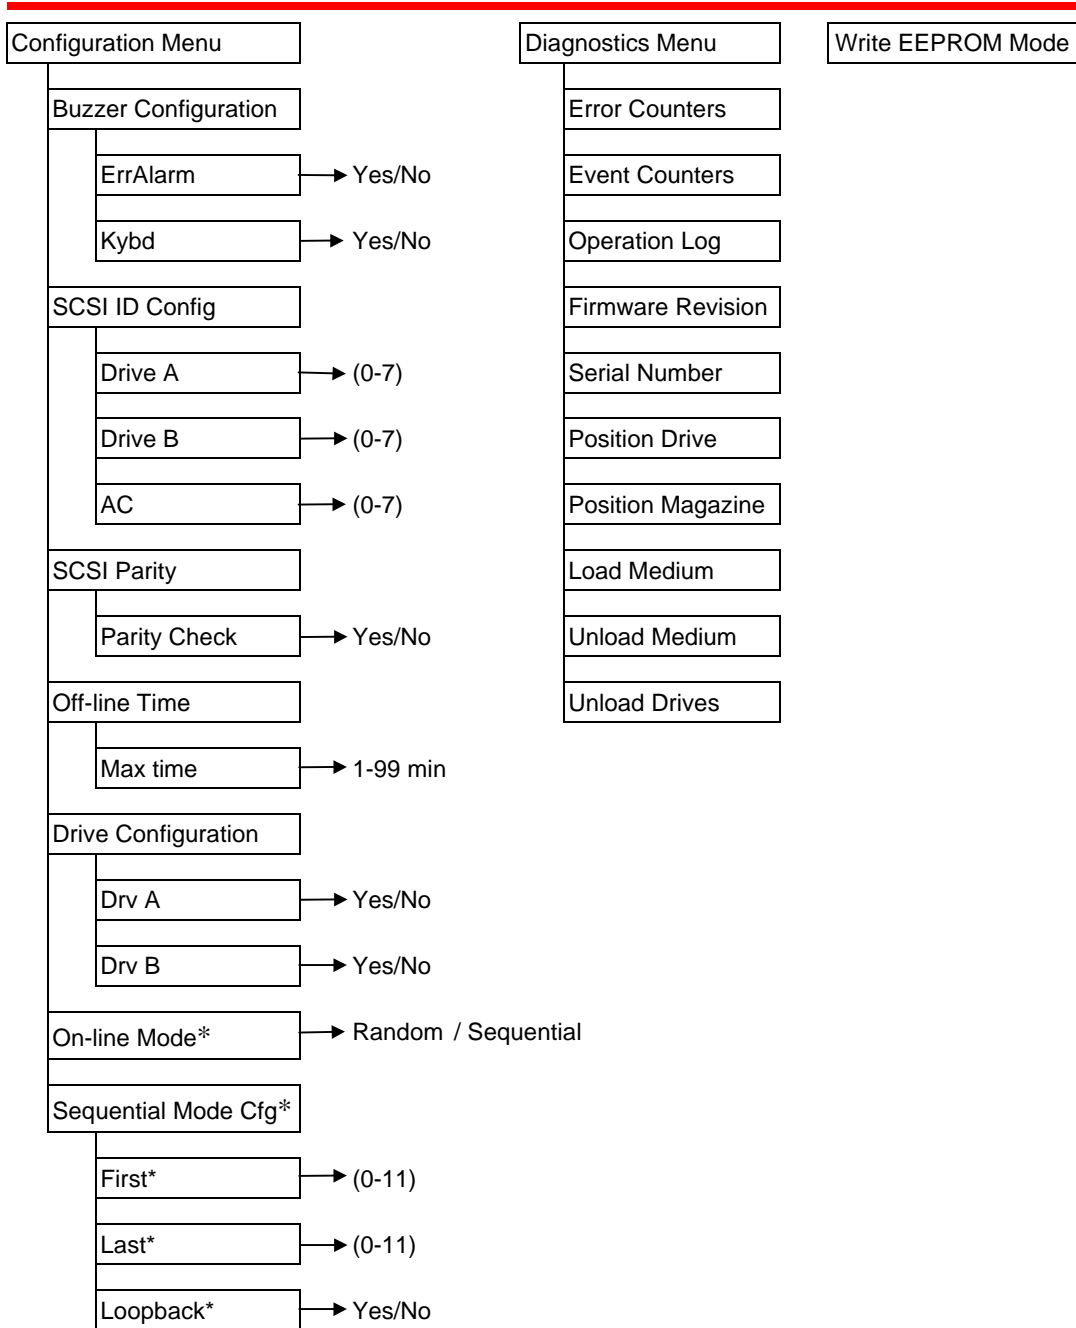 Configuration Menu
Buzzer Configuration
ErrAlarm Yes/No
Kybd Yes/No
SCSI ID Config
Drive A (0-7)
Drive B (0-7)
AC (0-7)
SCSI Parity
Parity Check Yes/No
Off-line Time
Max time 1-99 min
Drive Configuration
Drv A Yes/No
Drv B Yes/No
On-line Mode* Random / Sequential
Sequential Mode Cfg*
First* (0-11)
Last* (0-11)
Loopback* Yes/No
Diagnostics Menu
Error Counters
Event Counters
Operation Log
Firmware Revision
Serial Number
Position Drive
Position Magazine
Load Medium
Unload Medium
Unload Drives
Write EEPROM Mode